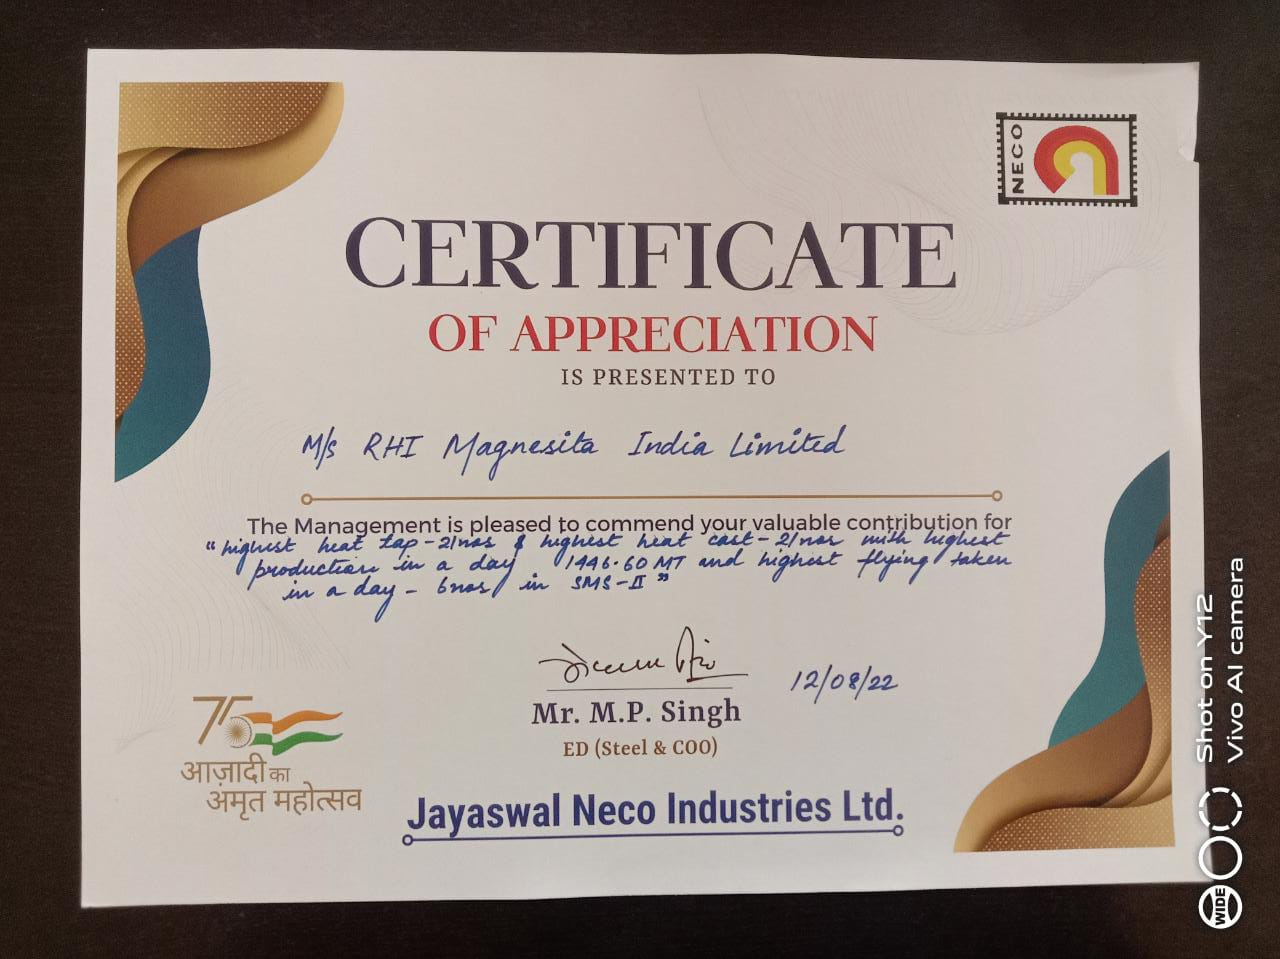 NECO
CERTIFICATE
OF APPRECIATION
IS PRESENTED TO
M/s RHI Magnesita India Limited
The Management is pleased to commend your valuable contribution for
"highest heat tap-21nos & highest heat cast-21nos with highest
production in a day 1446.60 MT and highest flying taken
in a day - 6nos in SMS-II"
12/08/22
Mr. M.P. Singh
ED (Steel & COO)
75
आज़ादी का
अमृत महोत्सव
Jayaswal Neco Industries Ltd.
Shot on Y12
Vivo AI camera
WIDE